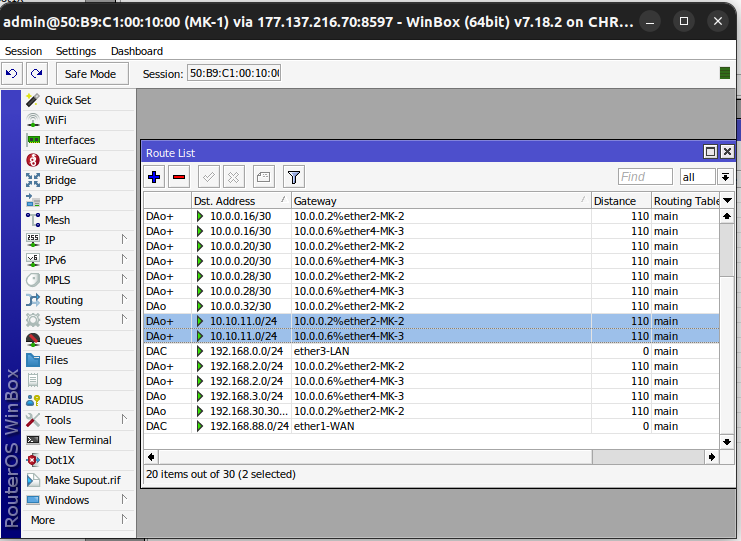 admin@50:B9:C1:00:10:00 (MK-1) via 177.137.216.70:8597 - WinBox (64bit) v7.18.2 on CHR...
Session Settings Dashboard
Safe Mode Session: 50:B9:C1:00:10:0
Quick Set
WiFi
Interfaces
WireGuard
Bridge
PPP
Mesh
IP
IPv6
MPLS
Routing
System
Queues
Files
Log
RADIUS
Tools
New Terminal
Dot1X
Make Supout.rif
Windows
More
RouterOS WinBox
Route List
Find all
Dst. Address Gateway Distance Routing Table
DAo+ 10.0.0.16/30 10.0.0.2%ether2-MK-2 110 main
DAo+ 10.0.0.16/30 10.0.0.6%ether4-MK-3 110 main
DAo+ 10.0.0.20/30 10.0.0.2%ether2-MK-2 110 main
DAo+ 10.0.0.20/30 10.0.0.6%ether4-MK-3 110 main
DAo+ 10.0.0.28/30 10.0.0.2%ether2-MK-2 110 main
DAo+ 10.0.0.28/30 10.0.0.6%ether4-MK-3 110 main
DAo 10.0.0.32/30 10.0.0.2%ether2-MK-2 110 main
DAo+ 10.10.11.0/24 10.0.0.2%ether2-MK-2 110 main
DAo+ 10.10.11.0/24 10.0.0.6%ether4-MK-3 110 main
DAC 192.168.0.0/24 ether3-LAN 0 main
DAo+ 192.168.2.0/24 10.0.0.2%ether2-MK-2 110 main
DAo+ 192.168.2.0/24 10.0.0.6%ether4-MK-3 110 main
DAo 192.168.3.0/24 10.0.0.6%ether4-MK-3 110 main
DAo 192.168.30.30... 10.0.0.2%ether2-MK-2 110 main
DAC 192.168.88.0/24 ether1-WAN 0 main
20 items out of 30 (2 selected)